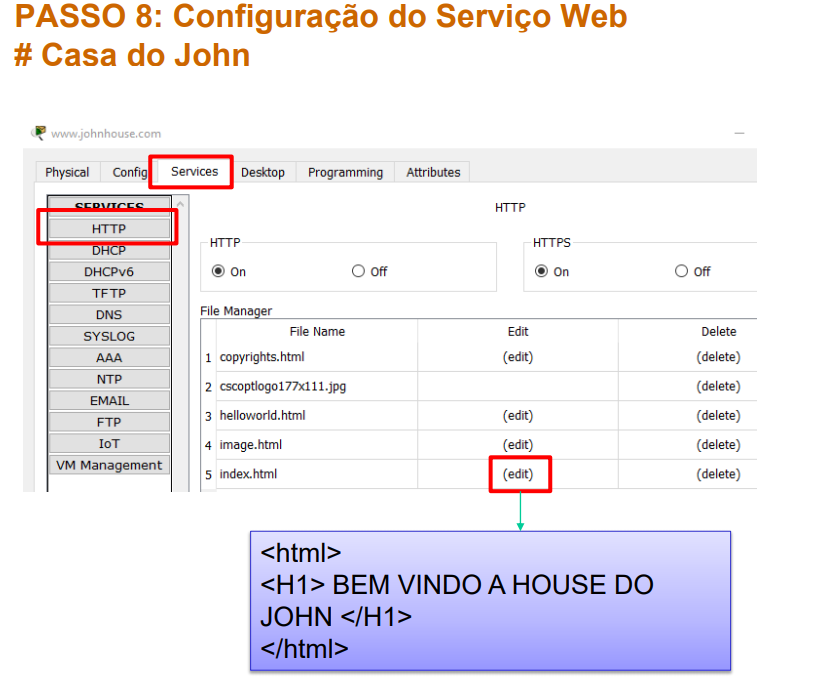 PASSO 8: Configuração do Serviço Web
# Casa do John
www.johnhouse.com
Physical Config Services Desktop Programming Attributes
SERVICES
HTTP
DHCP
DHCPv6
TFTP
DNS
SYSLOG
AAA
NTP
EMAIL
FTP
IoT
VM Management
HTTP
HTTP
On Off
HTTPS
On Off
File Manager
File Name Edit Delete
1 copyrights.html (edit) (delete)
2 cscoptlogo177x111.jpg (delete)
3 helloworld.html (edit) (delete)
4 image.html (edit) (delete)
5 index.html (edit) (delete)
<html>
<H1> BEM VINDO A HOUSE DO
JOHN </H1>
</html>